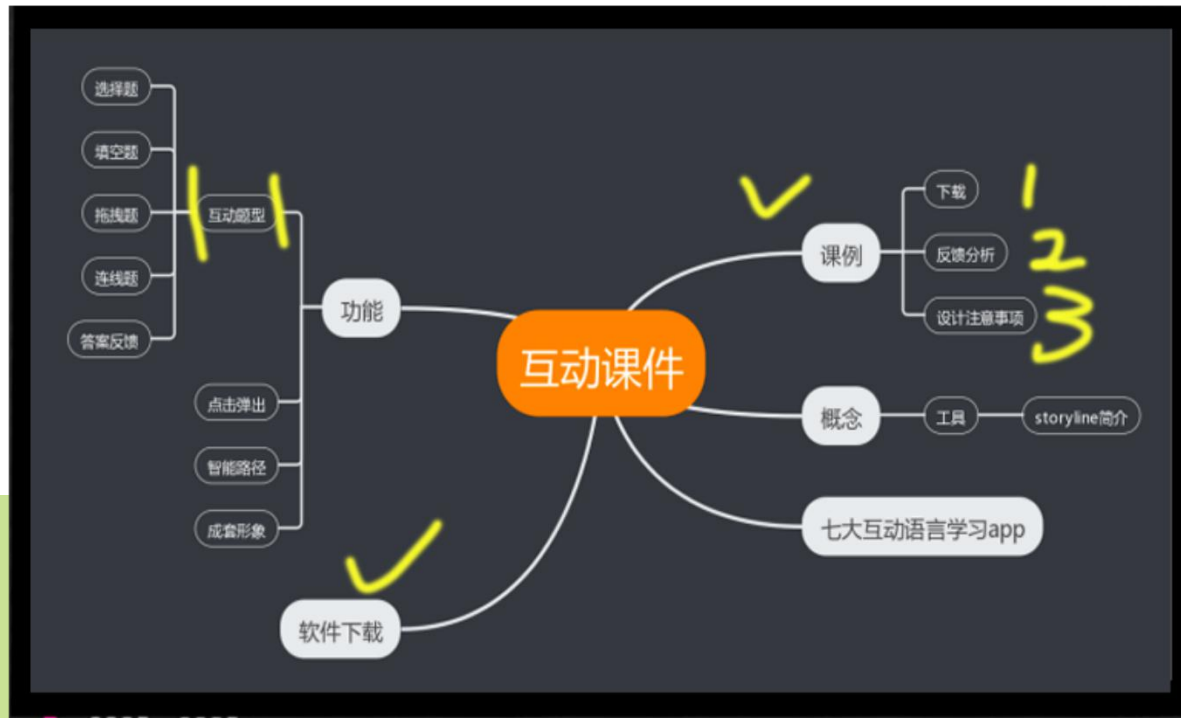 选择题
填空题
拖拽题
连线题
答案反馈
互动题型
点击弹出
智能路径
成套形象
功能
软件下载
互动课件
课例
下载
1
反馈分析
2
设计注意事项
3
概念
工具
storyline简介
七大互动语言学习app